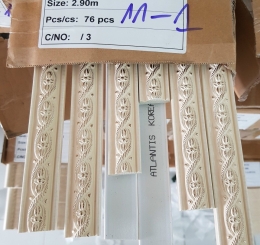 Size: 2.90m
Pcs/cs: 76 pcs
C/NO: / 3
M-1
ATLANTIS KOREA